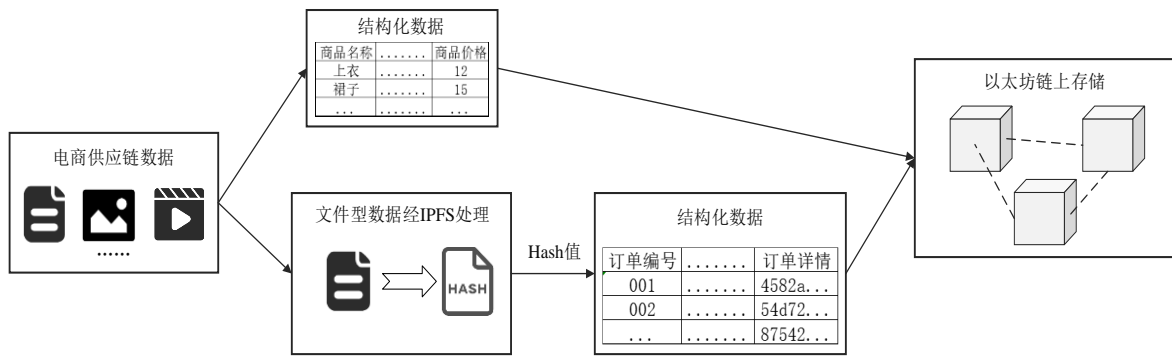 电商供应链数据
......
结构化数据
商品名称 ....... 商品价格
上衣 ....... 12
裙子 ....... 15
... ....... ...
文件型数据经IPFS处理
HASH
Hash值
结构化数据
订单编号 ....... 订单详情
001 ....... 4582a...
002 ....... 54d72...
... ....... 87542...
以太坊链上存储